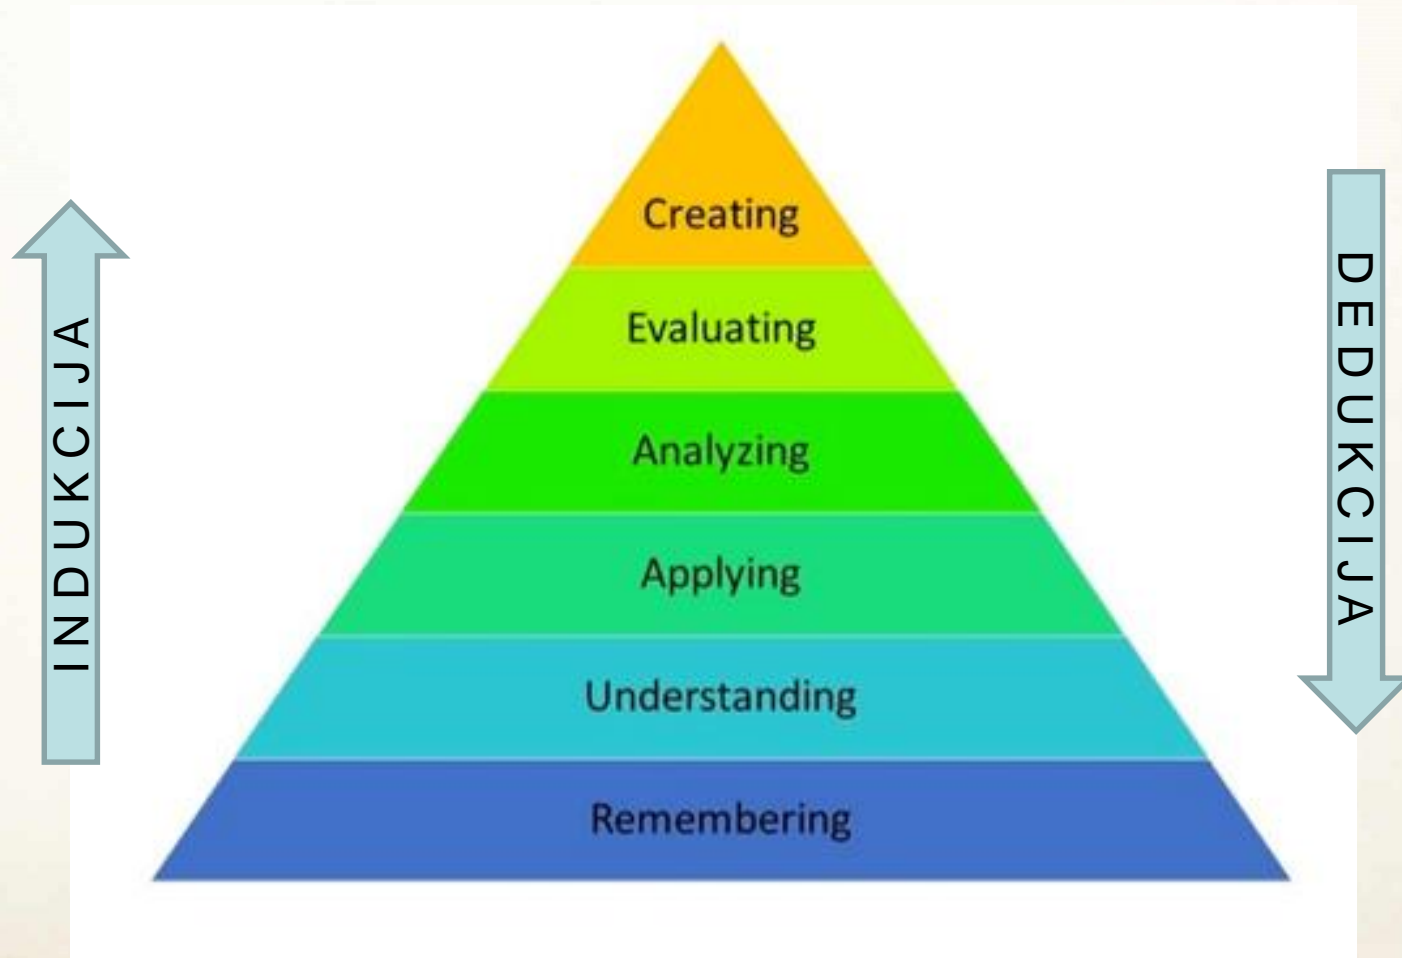 Creating
Evaluating
Analyzing
Applying
Understanding
Remembering
INDUKCIJA
DEDUKCIJA